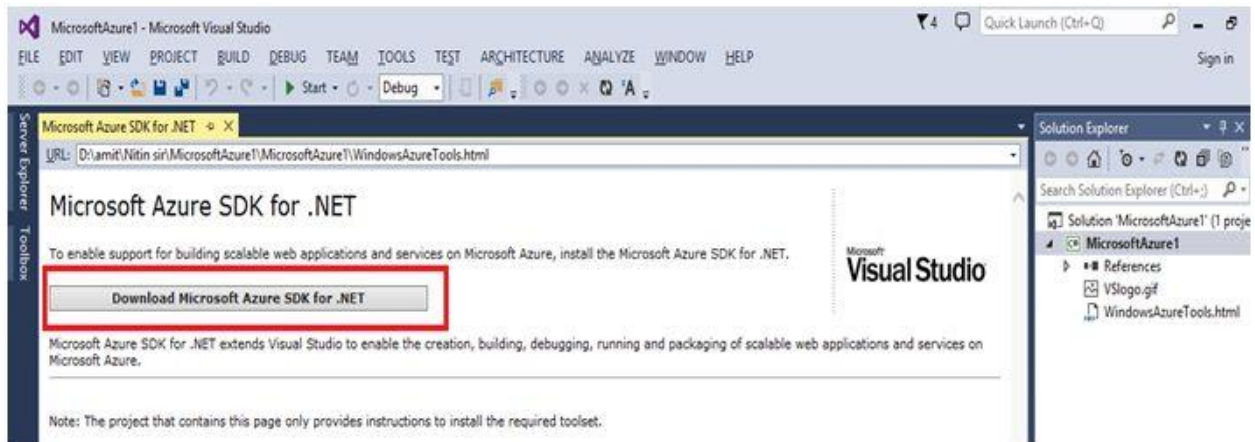 MicrosoftAzure1 - Microsoft Visual Studio
4
Quick Launch (Ctrl+Q)
FILE EDIT VIEW PROJECT BUILD DEBUG TEAM TOOLS TEST ARCHITECTURE ANALYZE WINDOW HELP
Sign in
Start
Debug
Server Explorer
Toolbox
Microsoft Azure SDK for .NET
URL: D:\amit\Nitin sir\MicrosoftAzure1\MicrosoftAzure1\WindowsAzureTools.html
Microsoft Azure SDK for .NET
To enable support for building scalable web applications and services on Microsoft Azure, install the Microsoft Azure SDK for .NET.
Download Microsoft Azure SDK for .NET
Microsoft
Visual Studio
Microsoft Azure SDK for .NET extends Visual Studio to enable the creation, building, debugging, running and packaging of scalable web applications and services on
Microsoft Azure.
Note: The project that contains this page only provides instructions to install the required toolset.
Solution Explorer
Search Solution Explorer (Ctrl+;)
Solution 'MicrosoftAzure1' (1 proje
MicrosoftAzure1
References
VSlogo.gif
WindowsAzureTools.html